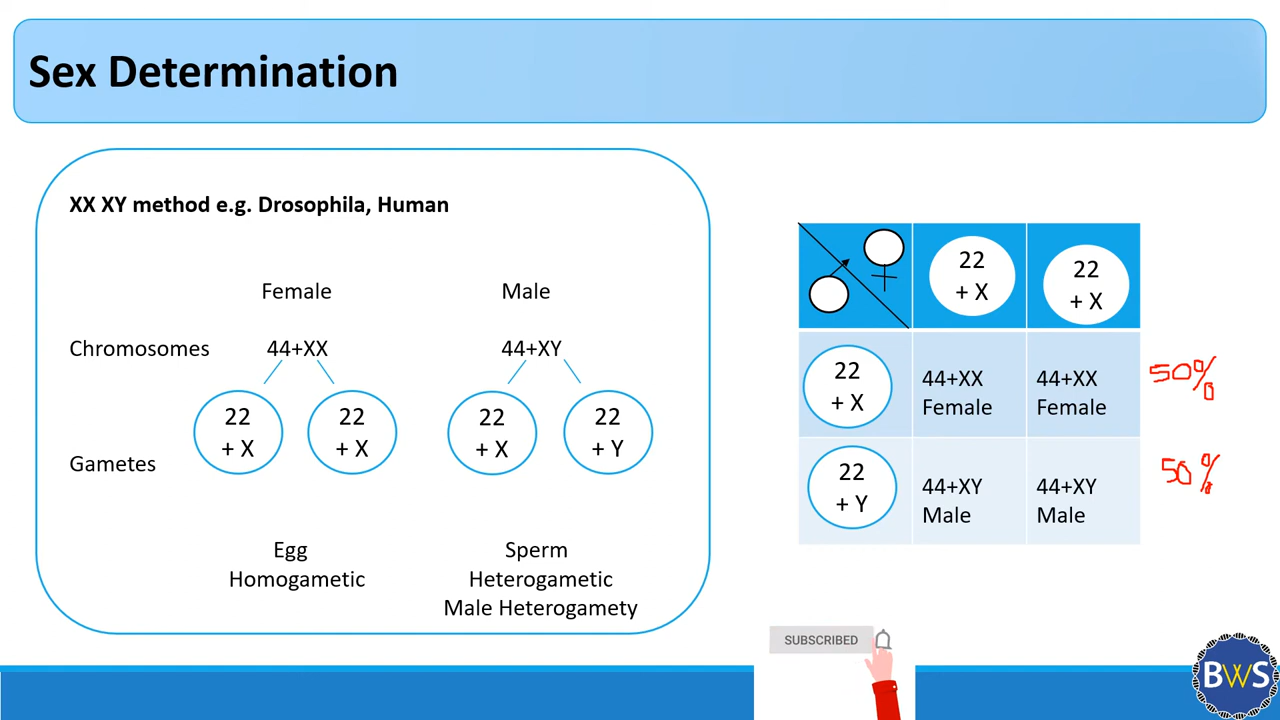 Sex Determination
XX XY method e.g. Drosophila, Human
Female Male
Chromosomes 44+XX 44+XY
22 22 22 22
+ X + X + X + Y
Gametes
Egg Sperm
Homogametic Heterogametic
Male Heterogamety
22 22
+ X + X
22
+ X
44+XX 44+XX
Female Female
50%
22
+ Y
44+XY 44+XY
Male Male
50%
SUBSCRIBED
BWS